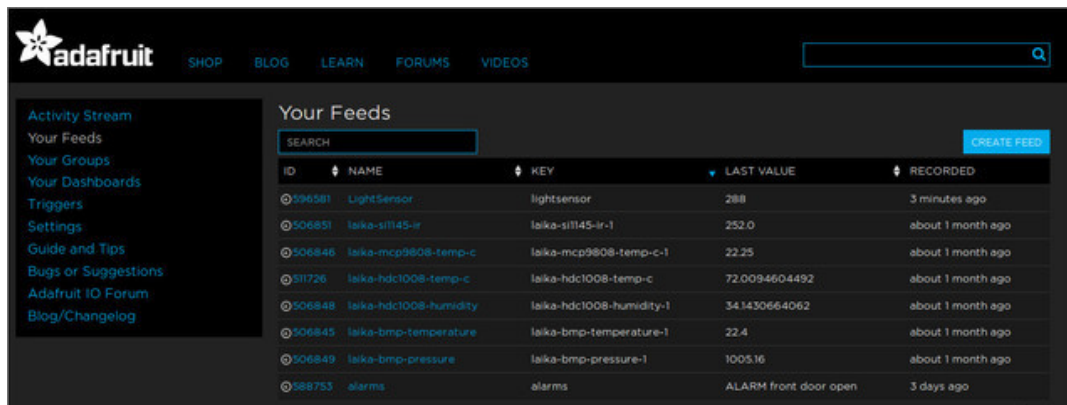 adafruit SHOP BLOG LEARN FORUMS VIDEOS
Activity Stream
Your Feeds
Your Groups
Your Dashboards
Triggers
Settings
Guide and Tips
Bugs or Suggestions
Adafruit IO Forum
Blog/Changelog
Your Feeds
SEARCH
CREATE FEED
ID NAME KEY LAST VALUE RECORDED
596581 LightSensor lightsensor 288 3 minutes ago
506851 laika-si1145-ir laika-si1145-ir-1 252.0 about 1 month ago
506846 laika-mcp9808-temp-c laika-mcp9808-temp-c-1 22.25 about 1 month ago
511726 laika-hdc1008-temp-c laika-hdc1008-temp-c 72.0094604492 about 1 month ago
506848 laika-hdc1008-humidity laika-hdc1008-humidity-1 34.1430664062 about 1 month ago
506845 laika-bmp-temperature laika-bmp-temperature-1 22.4 about 1 month ago
506849 laika-bmp-pressure laika-bmp-pressure-1 1005.16 about 1 month ago
588753 alarms alarms ALARM front door open 3 days ago